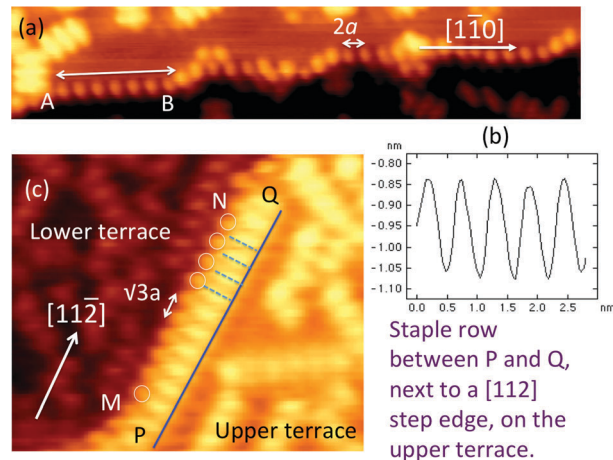 (a)
2a
[11̅0]
A
B
(b)
nm
-0.80
-0.85
-0.90
-0.95
-1.00
-1.05
-1.10
0.0 0.5 1.0 1.5 2.0 2.5 nm
(c)
N
Q
Lower terrace
√3a
[112̅]
M
P
Upper terrace
Staple row
between P and Q,
next to a [112]
step edge, on the
upper terrace.